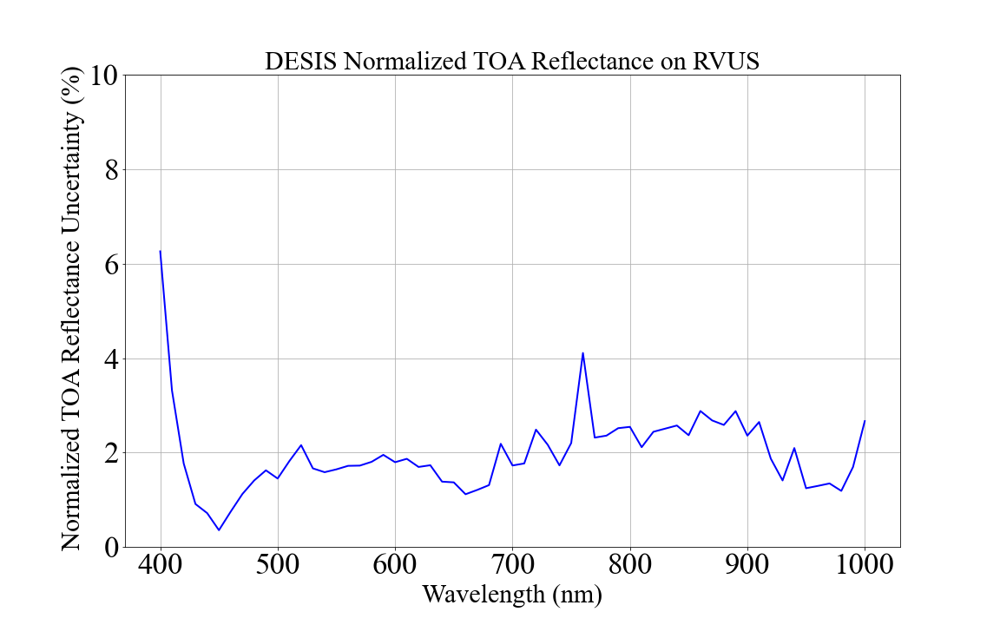 DESIS Normalized TOA Reflectance on RVUS
Normalized TOA Reflectance Uncertainty (%)
10
8
6
4
2
0
400 500 600 700 800 900 1000
Wavelength (nm)